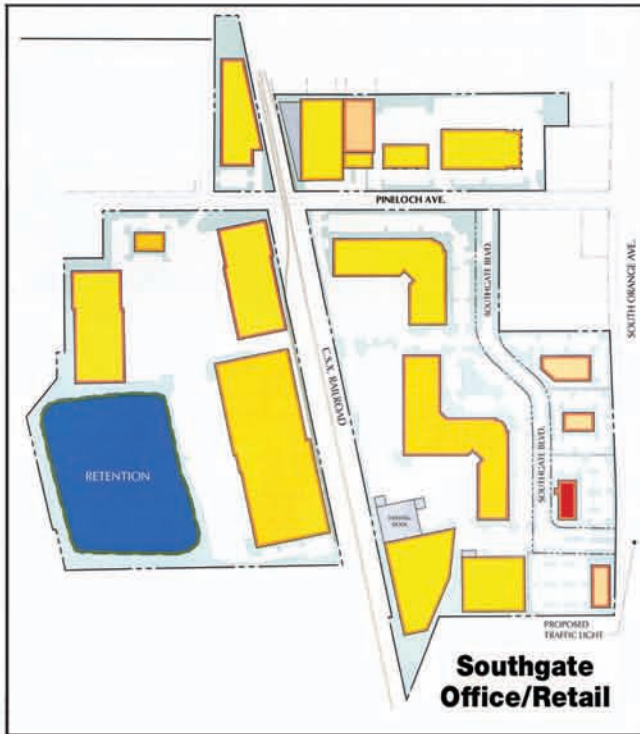 PINELOCH AVE.
SOUTHGATE BLVD.
SOUTH ORANGE AVE.
C.S.X. RAILROAD
RETENTION
SOUTHGATE BLVD.
PROPOSED
TRAFFIC LIGHT
Southgate
Office/Retail